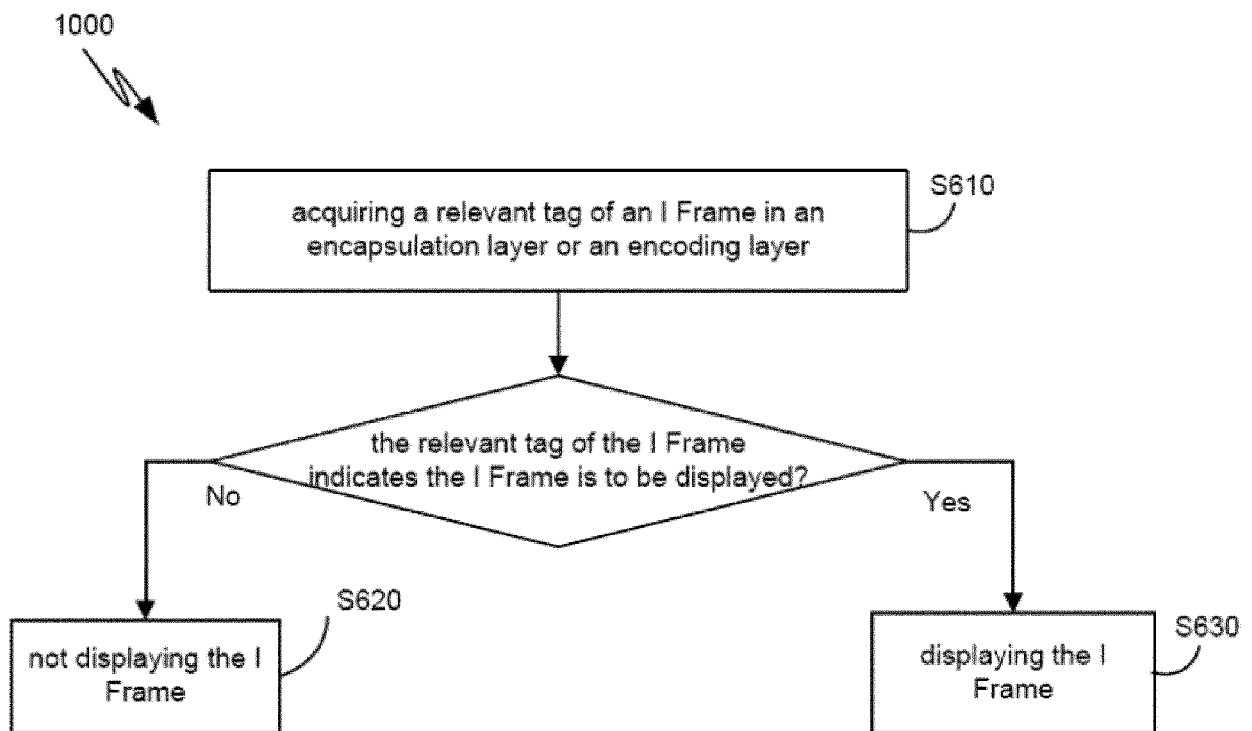 1000
S610
acquiring a relevant tag of an I Frame in an
encapsulation layer or an encoding layer
the relevant tag of the I Frame
indicates the I Frame is to be displayed?
No
Yes
S620
not displaying the I
Frame
S630
displaying the I
Frame